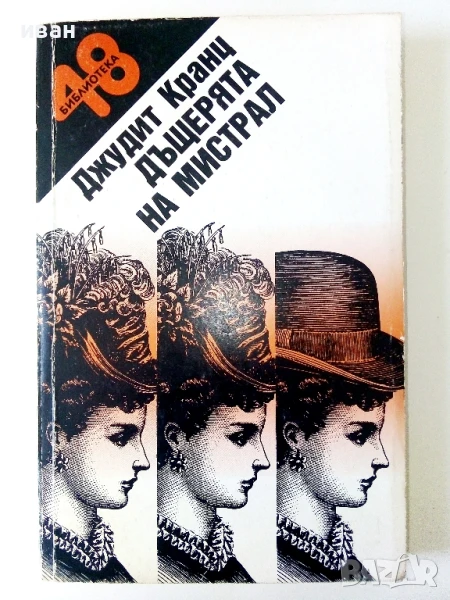 иван
48
БИБЛИОТЕКА
Джудит Кранц
ДЪЩЕРЯТА
НА МИСТРАЛ
BAZAR